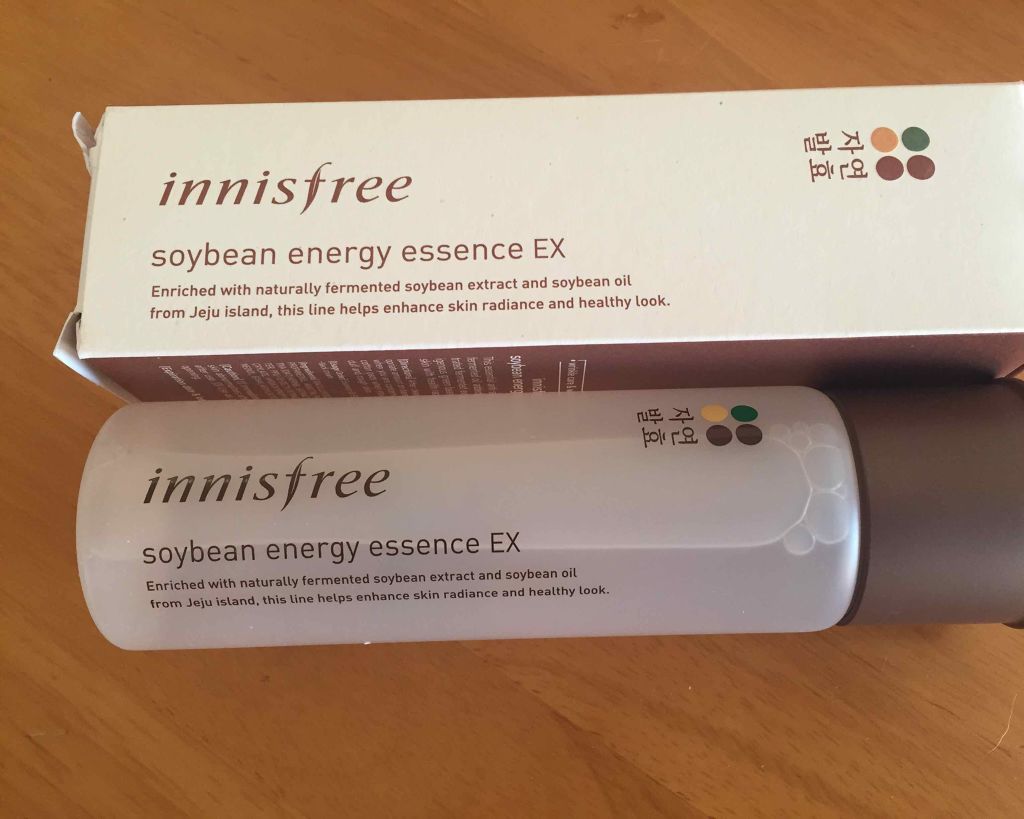 innisfree
soybean energy essence EX
Enriched with naturally fermented soybean extract and soybean oil
from Jeju island, this line helps enhance skin radiance and healthy look.
자연
발효
innisfree
soybean energy essence EX
Enriched with naturally fermented soybean extract and soybean oil
from Jeju island, this line helps enhance skin radiance and healthy look.
자연
발효